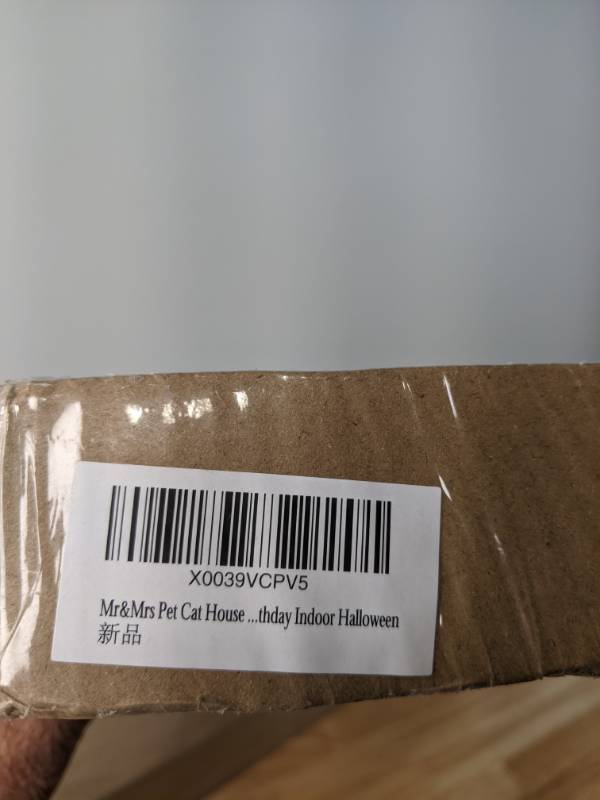 X0039VCPV5
Mr&Mrs Pet Cat House ...thday Indoor Halloween
新品